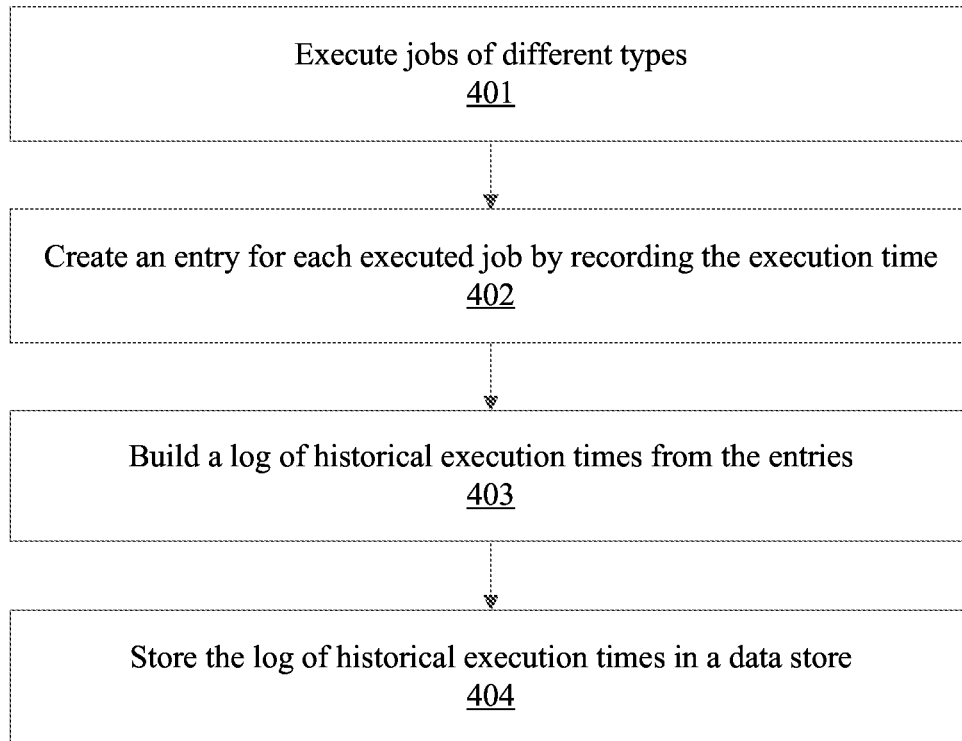 Execute jobs of different types
401
Create an entry for each executed job by recording the execution time
402
Build a log of historical execution times from the entries
403
Store the log of historical execution times in a data store
404